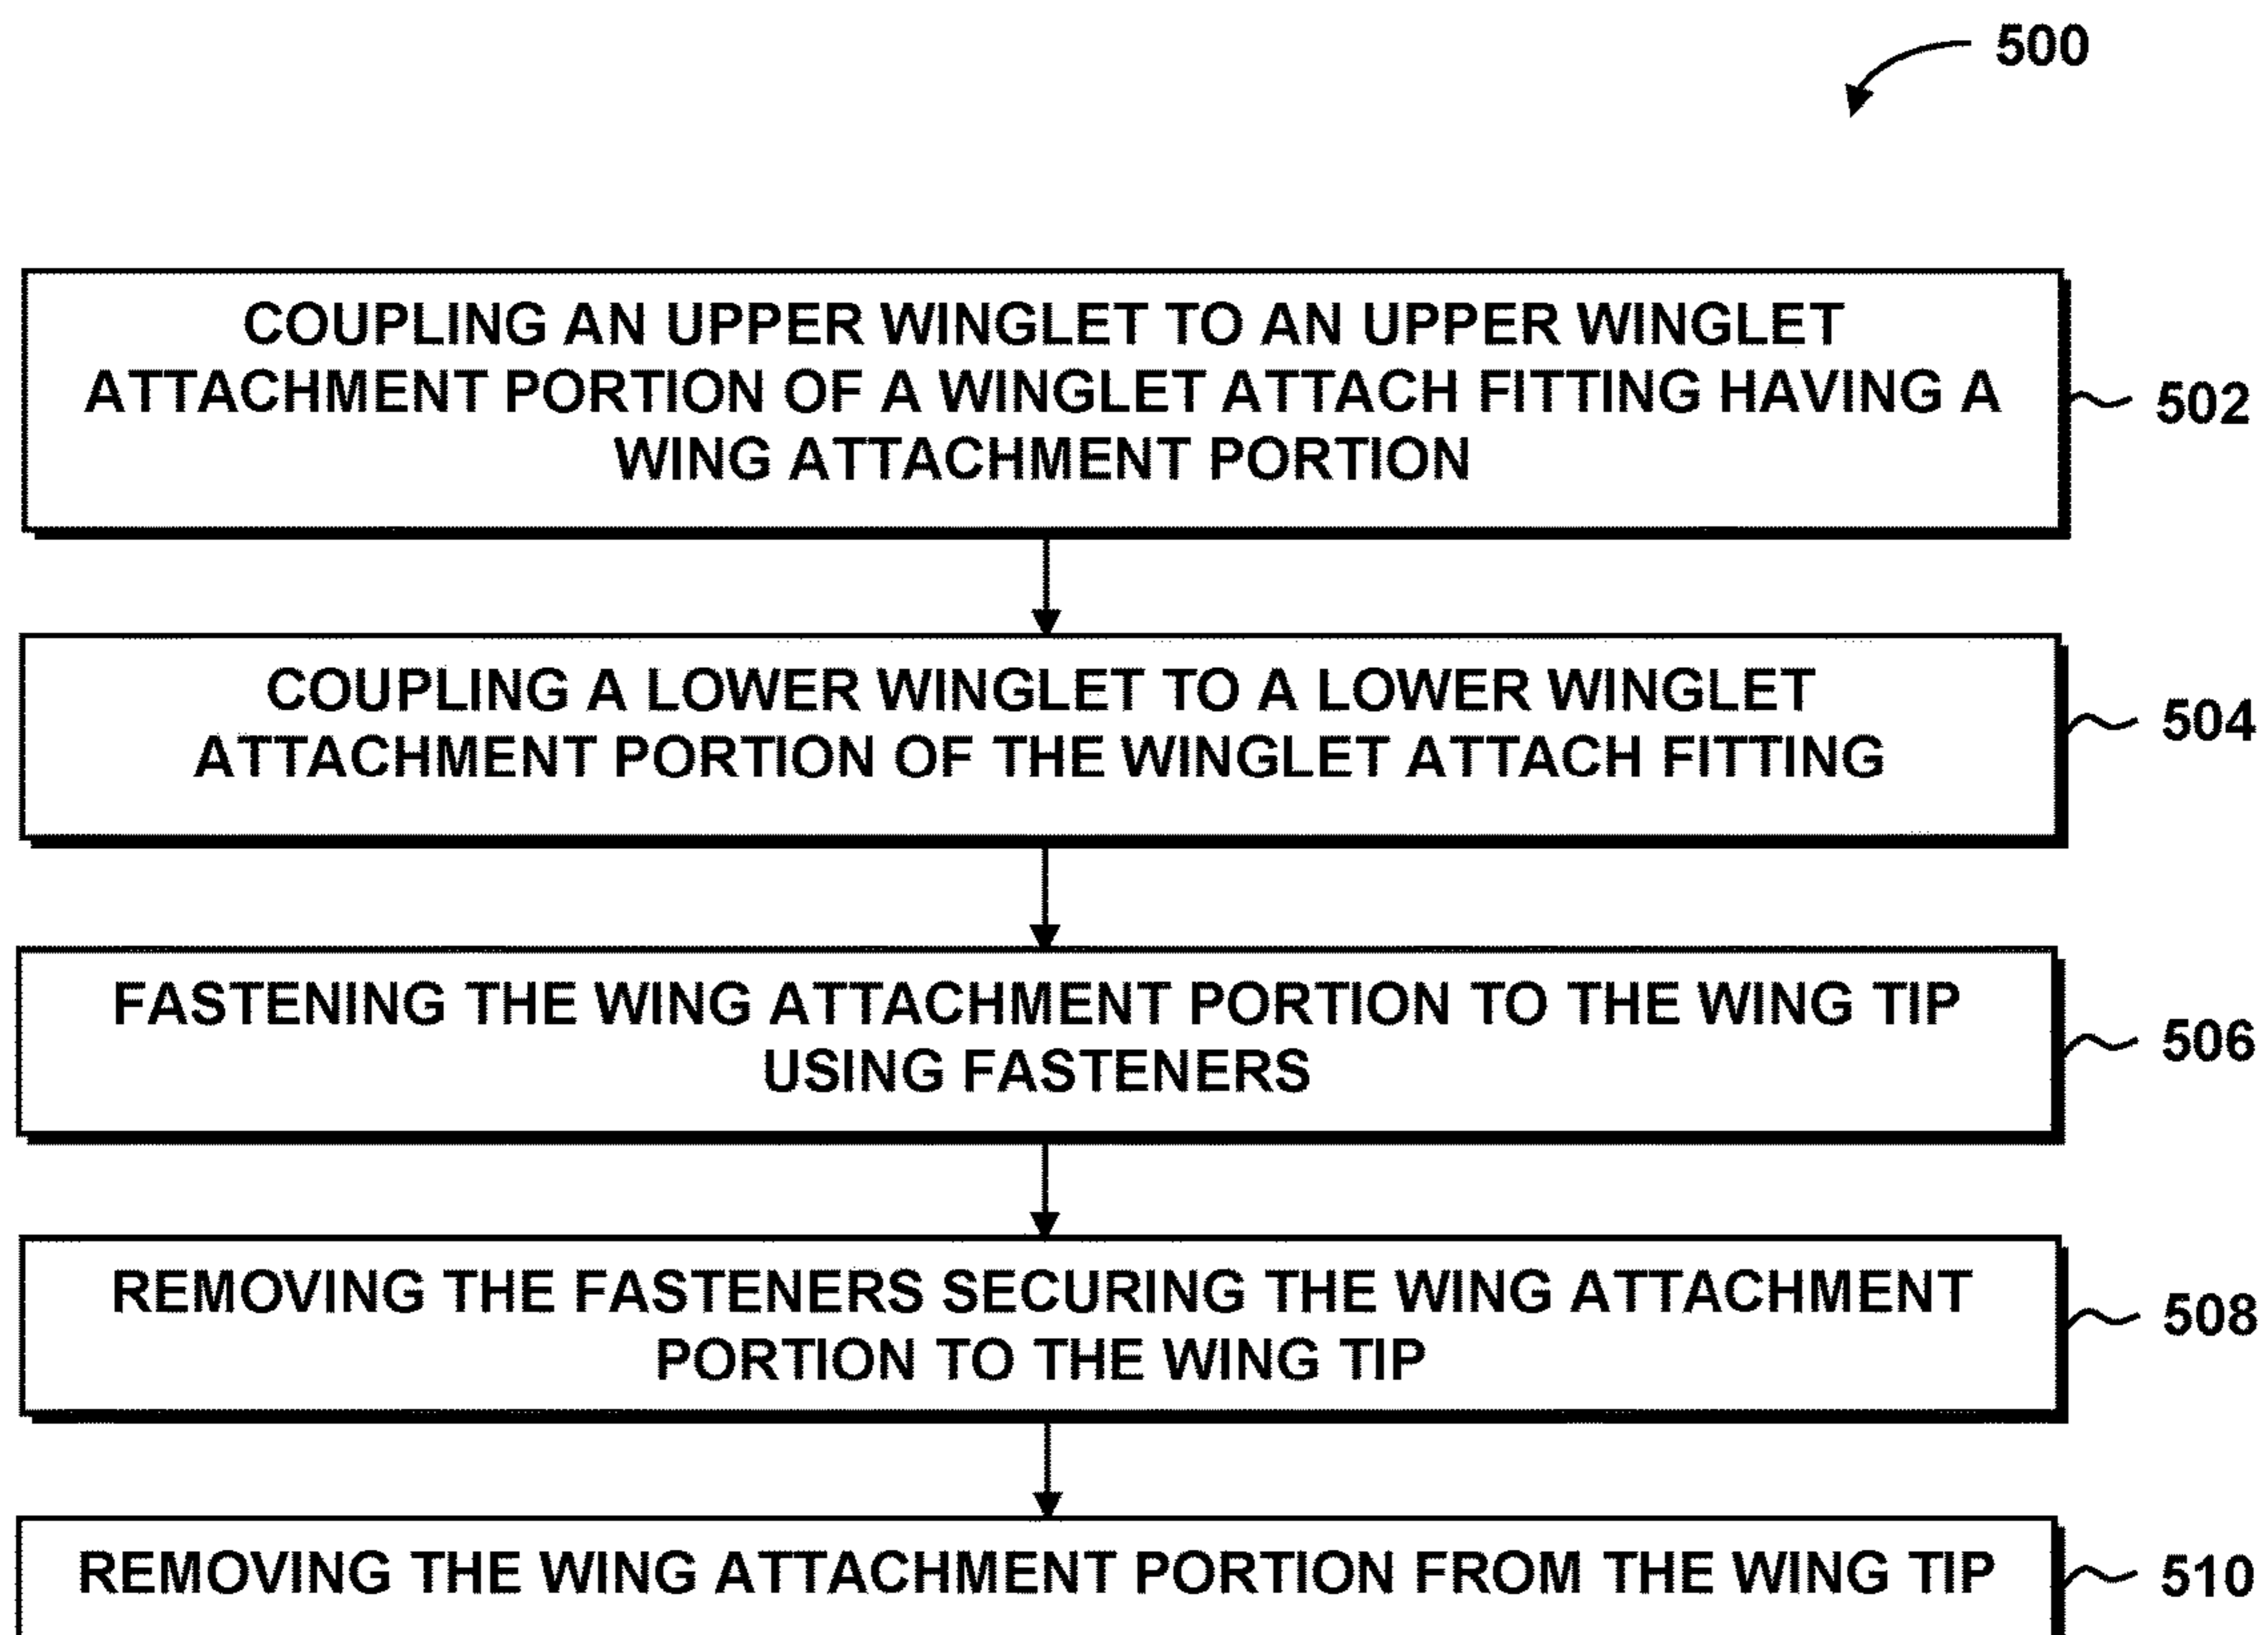 500
COUPLING AN UPPER WINGLET TO AN UPPER WINGLET
ATTACHMENT PORTION OF A WINGLET ATTACH FITTING HAVING A
WING ATTACHMENT PORTION
502
COUPLING A LOWER WINGLET TO A LOWER WINGLET
ATTACHMENT PORTION OF THE WINGLET ATTACH FITTING
504
FASTENING THE WING ATTACHMENT PORTION TO THE WING TIP
USING FASTENERS
506
REMOVING THE FASTENERS SECURING THE WING ATTACHMENT
PORTION TO THE WING TIP
508
REMOVING THE WING ATTACHMENT PORTION FROM THE WING TIP
510